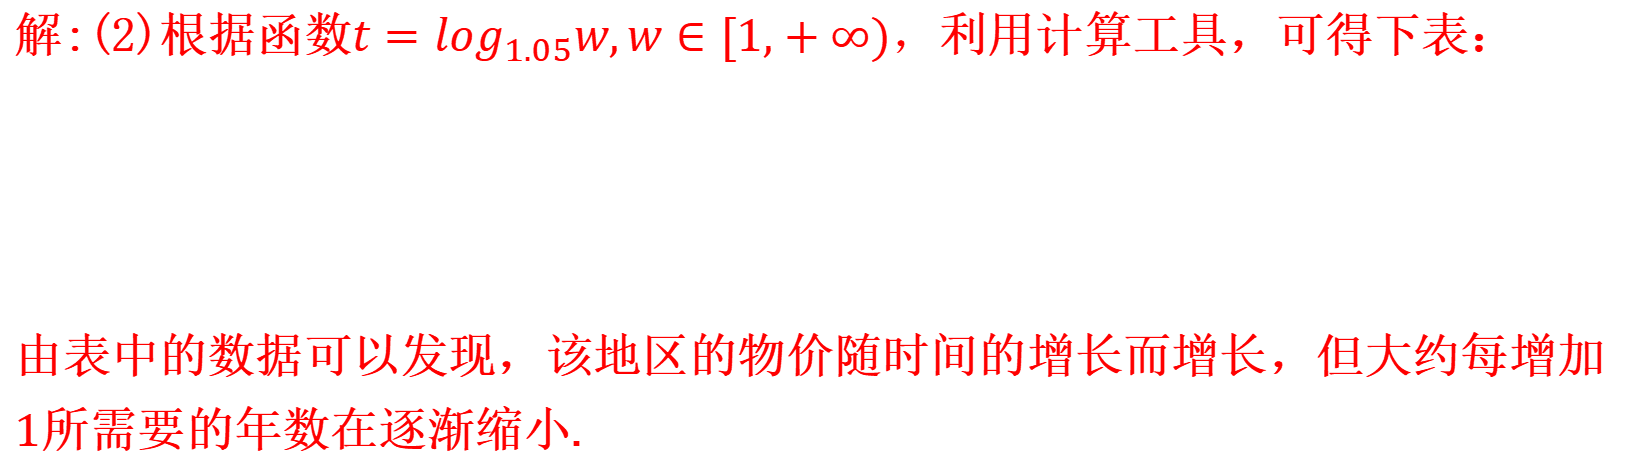 解:(2)根据函数t = log₁.₀₅w, w ∈ [1, + ∞)，利用计算工具，可得下表：
由表中的数据可以发现，该地区的物价随时间的增长而增长，但大约每增加
1所需要的年数在逐渐缩小.